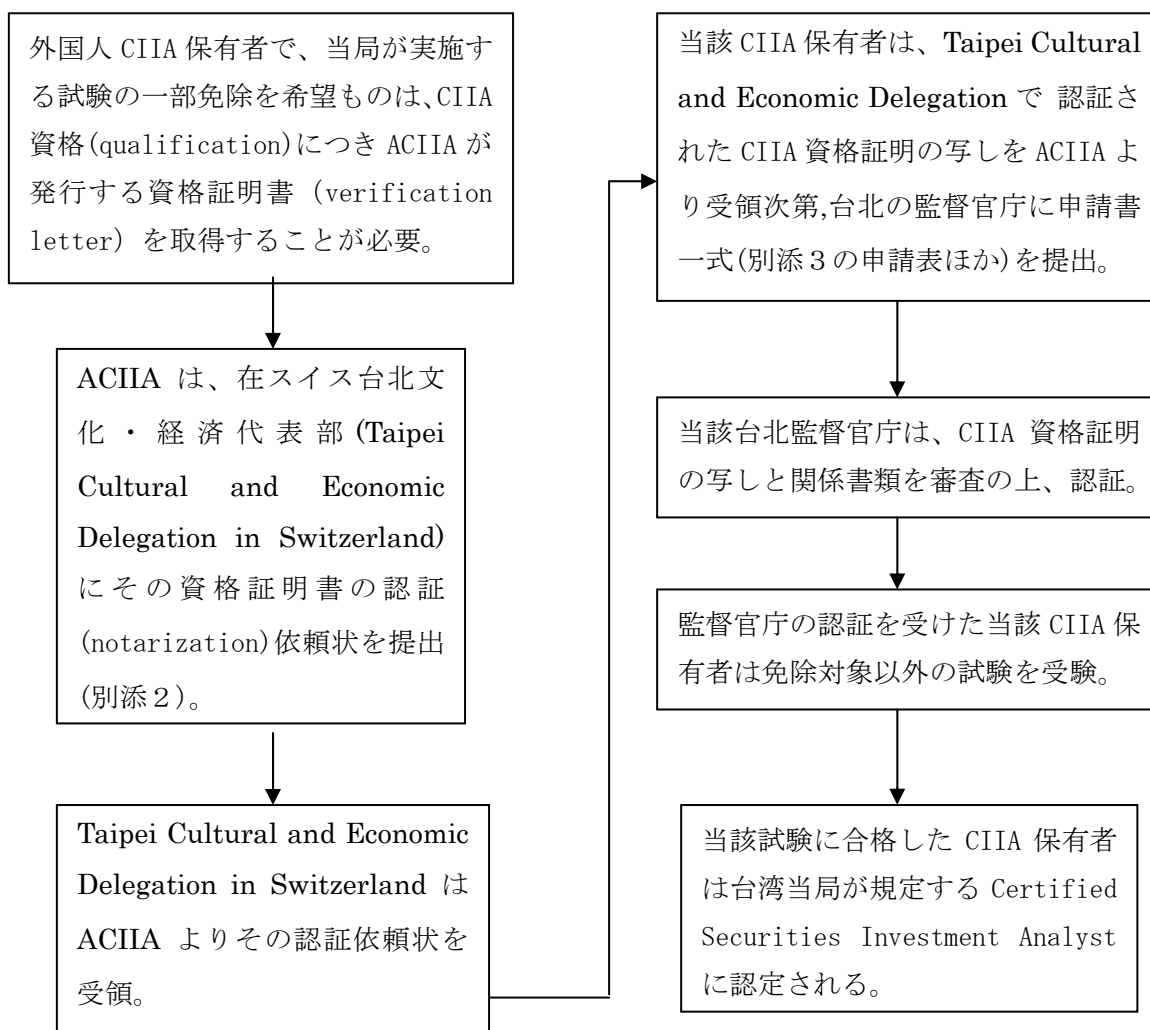 外国人 CIIA 保有者で、当局が実施す
る試験の一部免除を希望ものは、CIIA
資格(qualification)につき ACIIA が
発行する資格証明書 (verification
letter) を取得することが必要。
ACIIA は、在スイス台北文
化・経済代表部(Taipei
Cultural and Economic
Delegation in Switzerland)
にその資格証明書の認証
(notarization)依頼状を提出
(別添2)。
Taipei Cultural and Economic
Delegation in Switzerland は
ACIIA よりその認証依頼状を
受領。
当該 CIIA 保有者は、Taipei Cultural
and Economic Delegation で 認証さ
れた CIIA 資格証明の写しを ACIIA よ
り受領次第,台北の監督官庁に申請書
一式(別添３の申請表ほか)を提出。
当該台北監督官庁は、CIIA 資格証明
の写しと関係書類を審査の上、認証。
監督官庁の認証を受けた当該 CIIA 保
有者は免除対象以外の試験を受験。
当該試験に合格した CIIA 保有者
は台湾当局が規定する Certified
Securities Investment Analyst
に認定される。